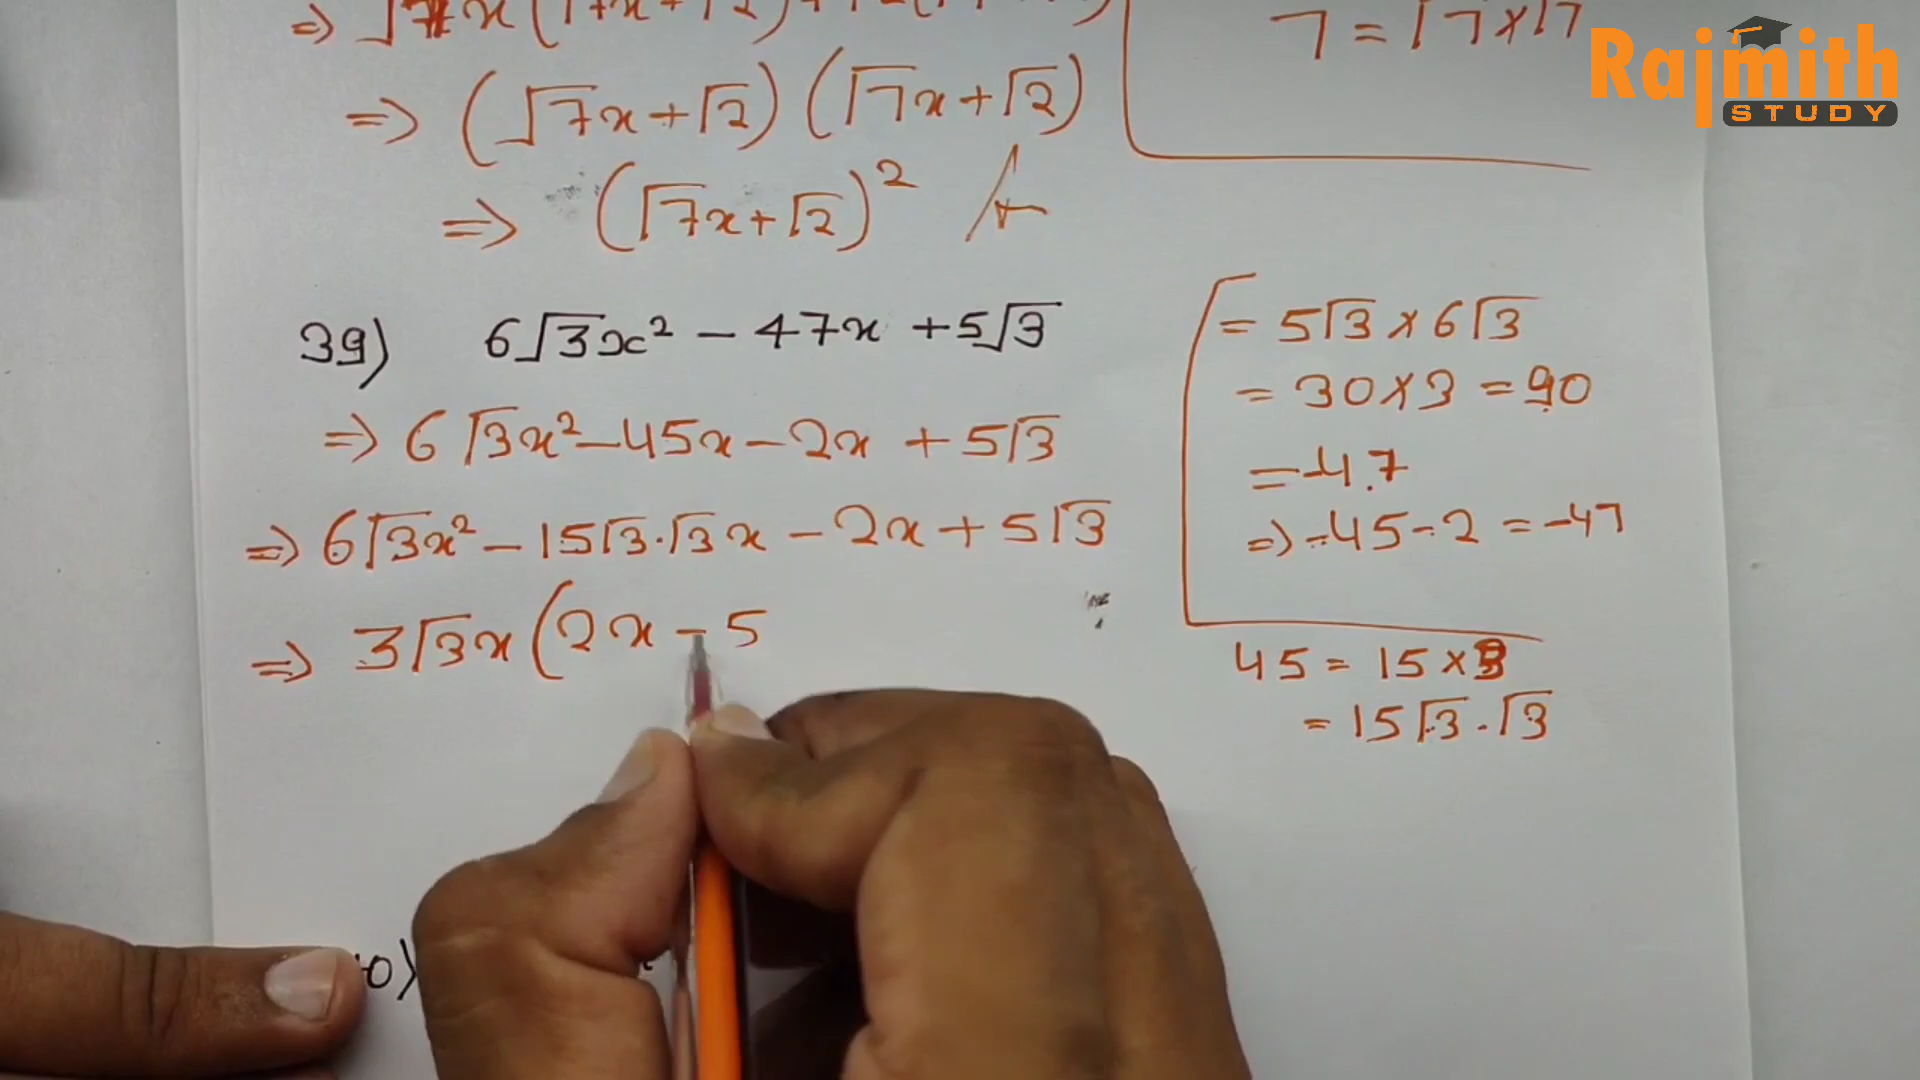 7 = √7×√7
Rajmith
STUDY
⇒ (√7x+√2) (√7x+√2)
⇒ (√7x+√2)²
39) 6√3x² - 47x + 5√3
⇒ 6√3x² - 45x - 2x + 5√3
⇒ 6√3x² - 15√3·√3x - 2x + 5√3
⇒ 3√3x (2x - 5
= 5√3 × 6√3
= 30×3 = 90
= -47
⇒ -45 - 2 = -47
45 = 15×3
= 15√3·√3